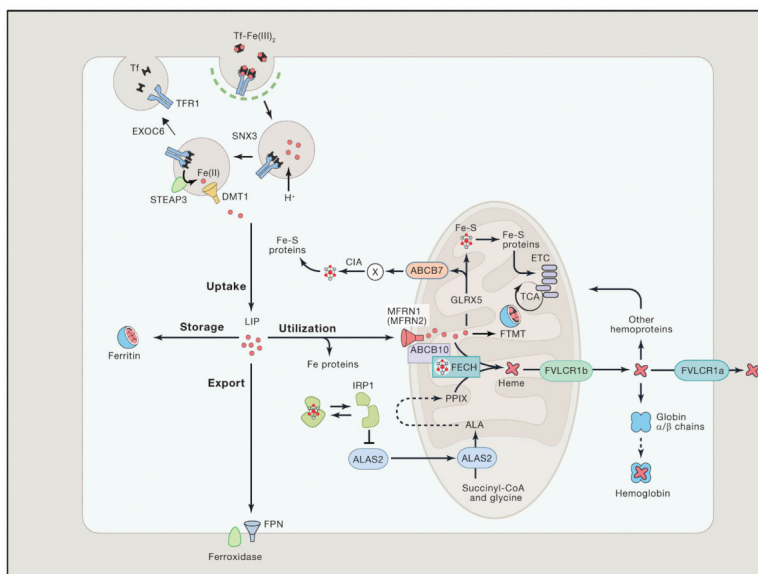 Tf-Fe(III)2
Tf
TFR1
EXOC6
SNX3
Fe(II)
STEAP3
DMT1
H+
Fe-S
Fe-S
proteins
ETC
Fe-S
proteins
CIA
X
ABCB7
TCA
GLRX5
Uptake
MFRN1
(MFRN2)
LIP
Storage
Utilization
FTMT
Other
hemoproteins
Ferritin
Fe proteins
ABCB10
FECH
Heme
FVLCR1b
FVLCR1a
Export
IRP1
PPIX
ALA
Globin
α/β chains
ALAS2
ALAS2
Succinyl-CoA
and glycine
Hemoglobin
FPN
Ferroxidase